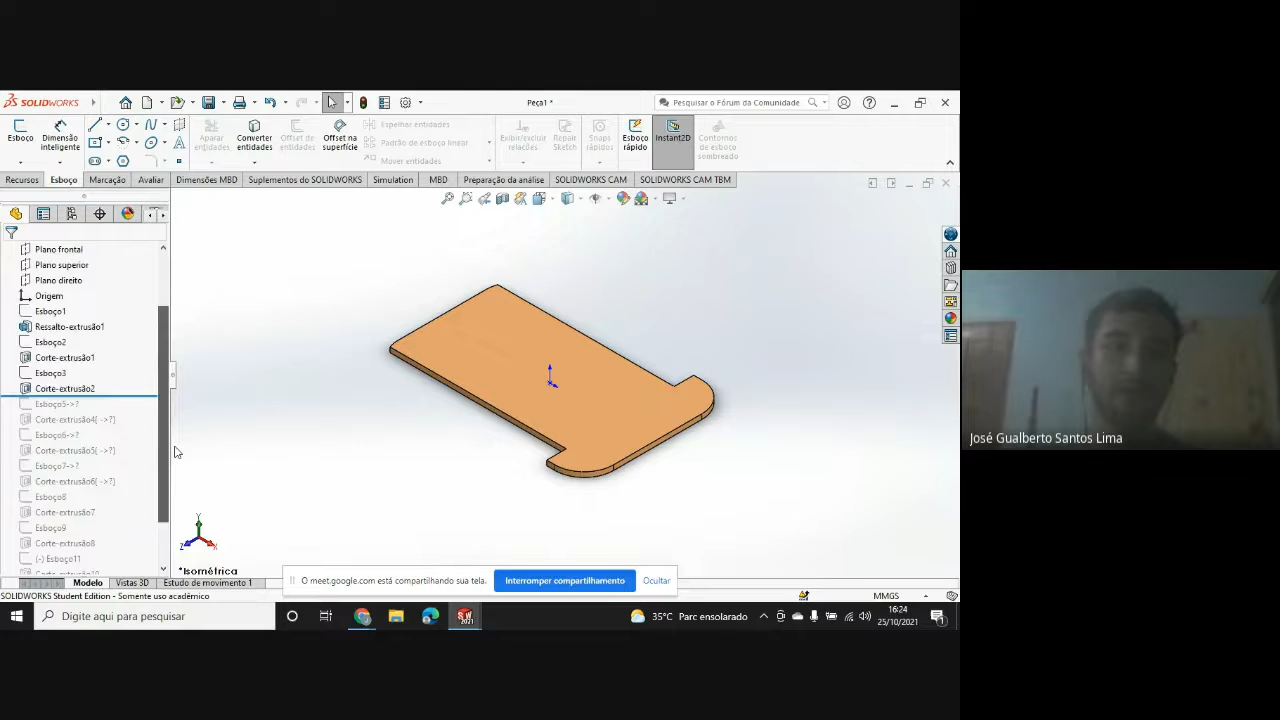 SOLIDWORKS
Peça1 *
Pesquisar o Fórum da Comunidade
Esboço
Dimensão inteligente
Aparar entidades
Converter entidades
Offset de entidades
Offset na superfície
Espelhar entidades
Padrão de esboço linear
Mover entidades
Exibir/excluir relações
Repair Sketch
Snaps rápidos
Esboço rápido
Instant2D
Contornos de esboço sombreado
Recursos
Esboço
Marcação
Avaliar
Dimensões MBD
Suplementos do SOLIDWORKS
Simulation
MBD
Preparação da análise
SOLIDWORKS CAM
SOLIDWORKS CAM TBM
Plano frontal
Plano superior
Plano direito
Origem
Esboço1
Ressalto-extrusão1
Esboço2
Corte-extrusão1
Esboço3
Corte-extrusão2
Esboço5->?
Corte-extrusão4{ ->?}
Esboço6->?
Corte-extrusão5{ ->?}
Esboço7->?
Corte-extrusão6{ ->?}
Esboço8
Corte-extrusão7
Esboço9
Corte-extrusão8
(-) Esboço11
Corte-extrusão10
Y
Z
X
*Isométrica
José Gualberto Santos Lima
O meet.google.com está compartilhando sua tela.
Interromper compartilhamento
Ocultar
Modelo
Vistas 3D
Estudo de movimento 1
SOLIDWORKS Student Edition - Somente uso acadêmico
MMGS
Digite aqui para pesquisar
SW
2021
35°C Parc ensolarado
16:24
25/10/2021
1